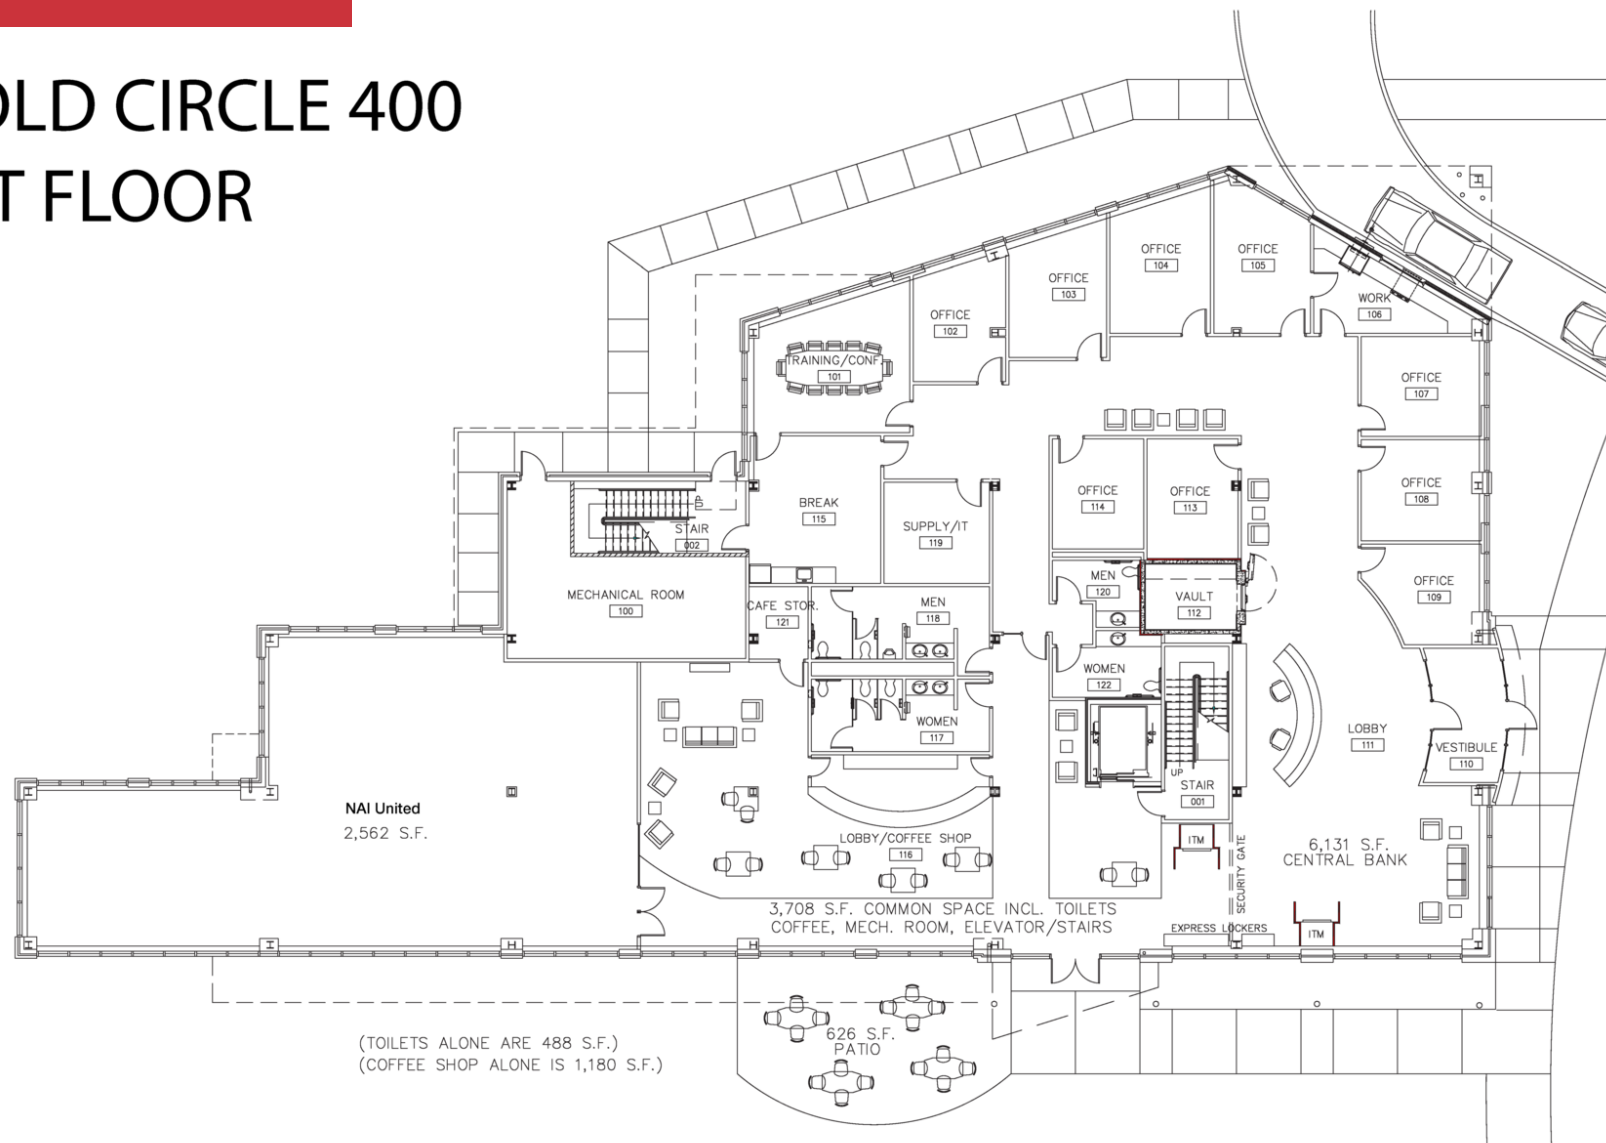 OLD CIRCLE 400
T FLOOR
OFFICE
104
OFFICE
105
OFFICE
103
WORK
106
OFFICE
102
TRAINING/CONF.
101
OFFICE
107
OFFICE
108
OFFICE
114
OFFICE
113
BREAK
115
UP
STAIR
002
SUPPLY/IT
119
MEN
120
VAULT
112
OFFICE
109
MECHANICAL ROOM
100
CAFE STOR.
121
MEN
118
WOMEN
122
WOMEN
117
LOBBY
111
VESTIBULE
110
UP
STAIR
001
NAI United
2,562 S.F.
LOBBY/COFFEE SHOP
116
ITM
SECURITY GATE
6,131 S.F.
CENTRAL BANK
3,708 S.F. COMMON SPACE INCL. TOILETS
COFFEE, MECH. ROOM, ELEVATOR/STAIRS
EXPRESS LOCKERS
ITM
626 S.F.
PATIO
(TOILETS ALONE ARE 488 S.F.)
(COFFEE SHOP ALONE IS 1,180 S.F.)